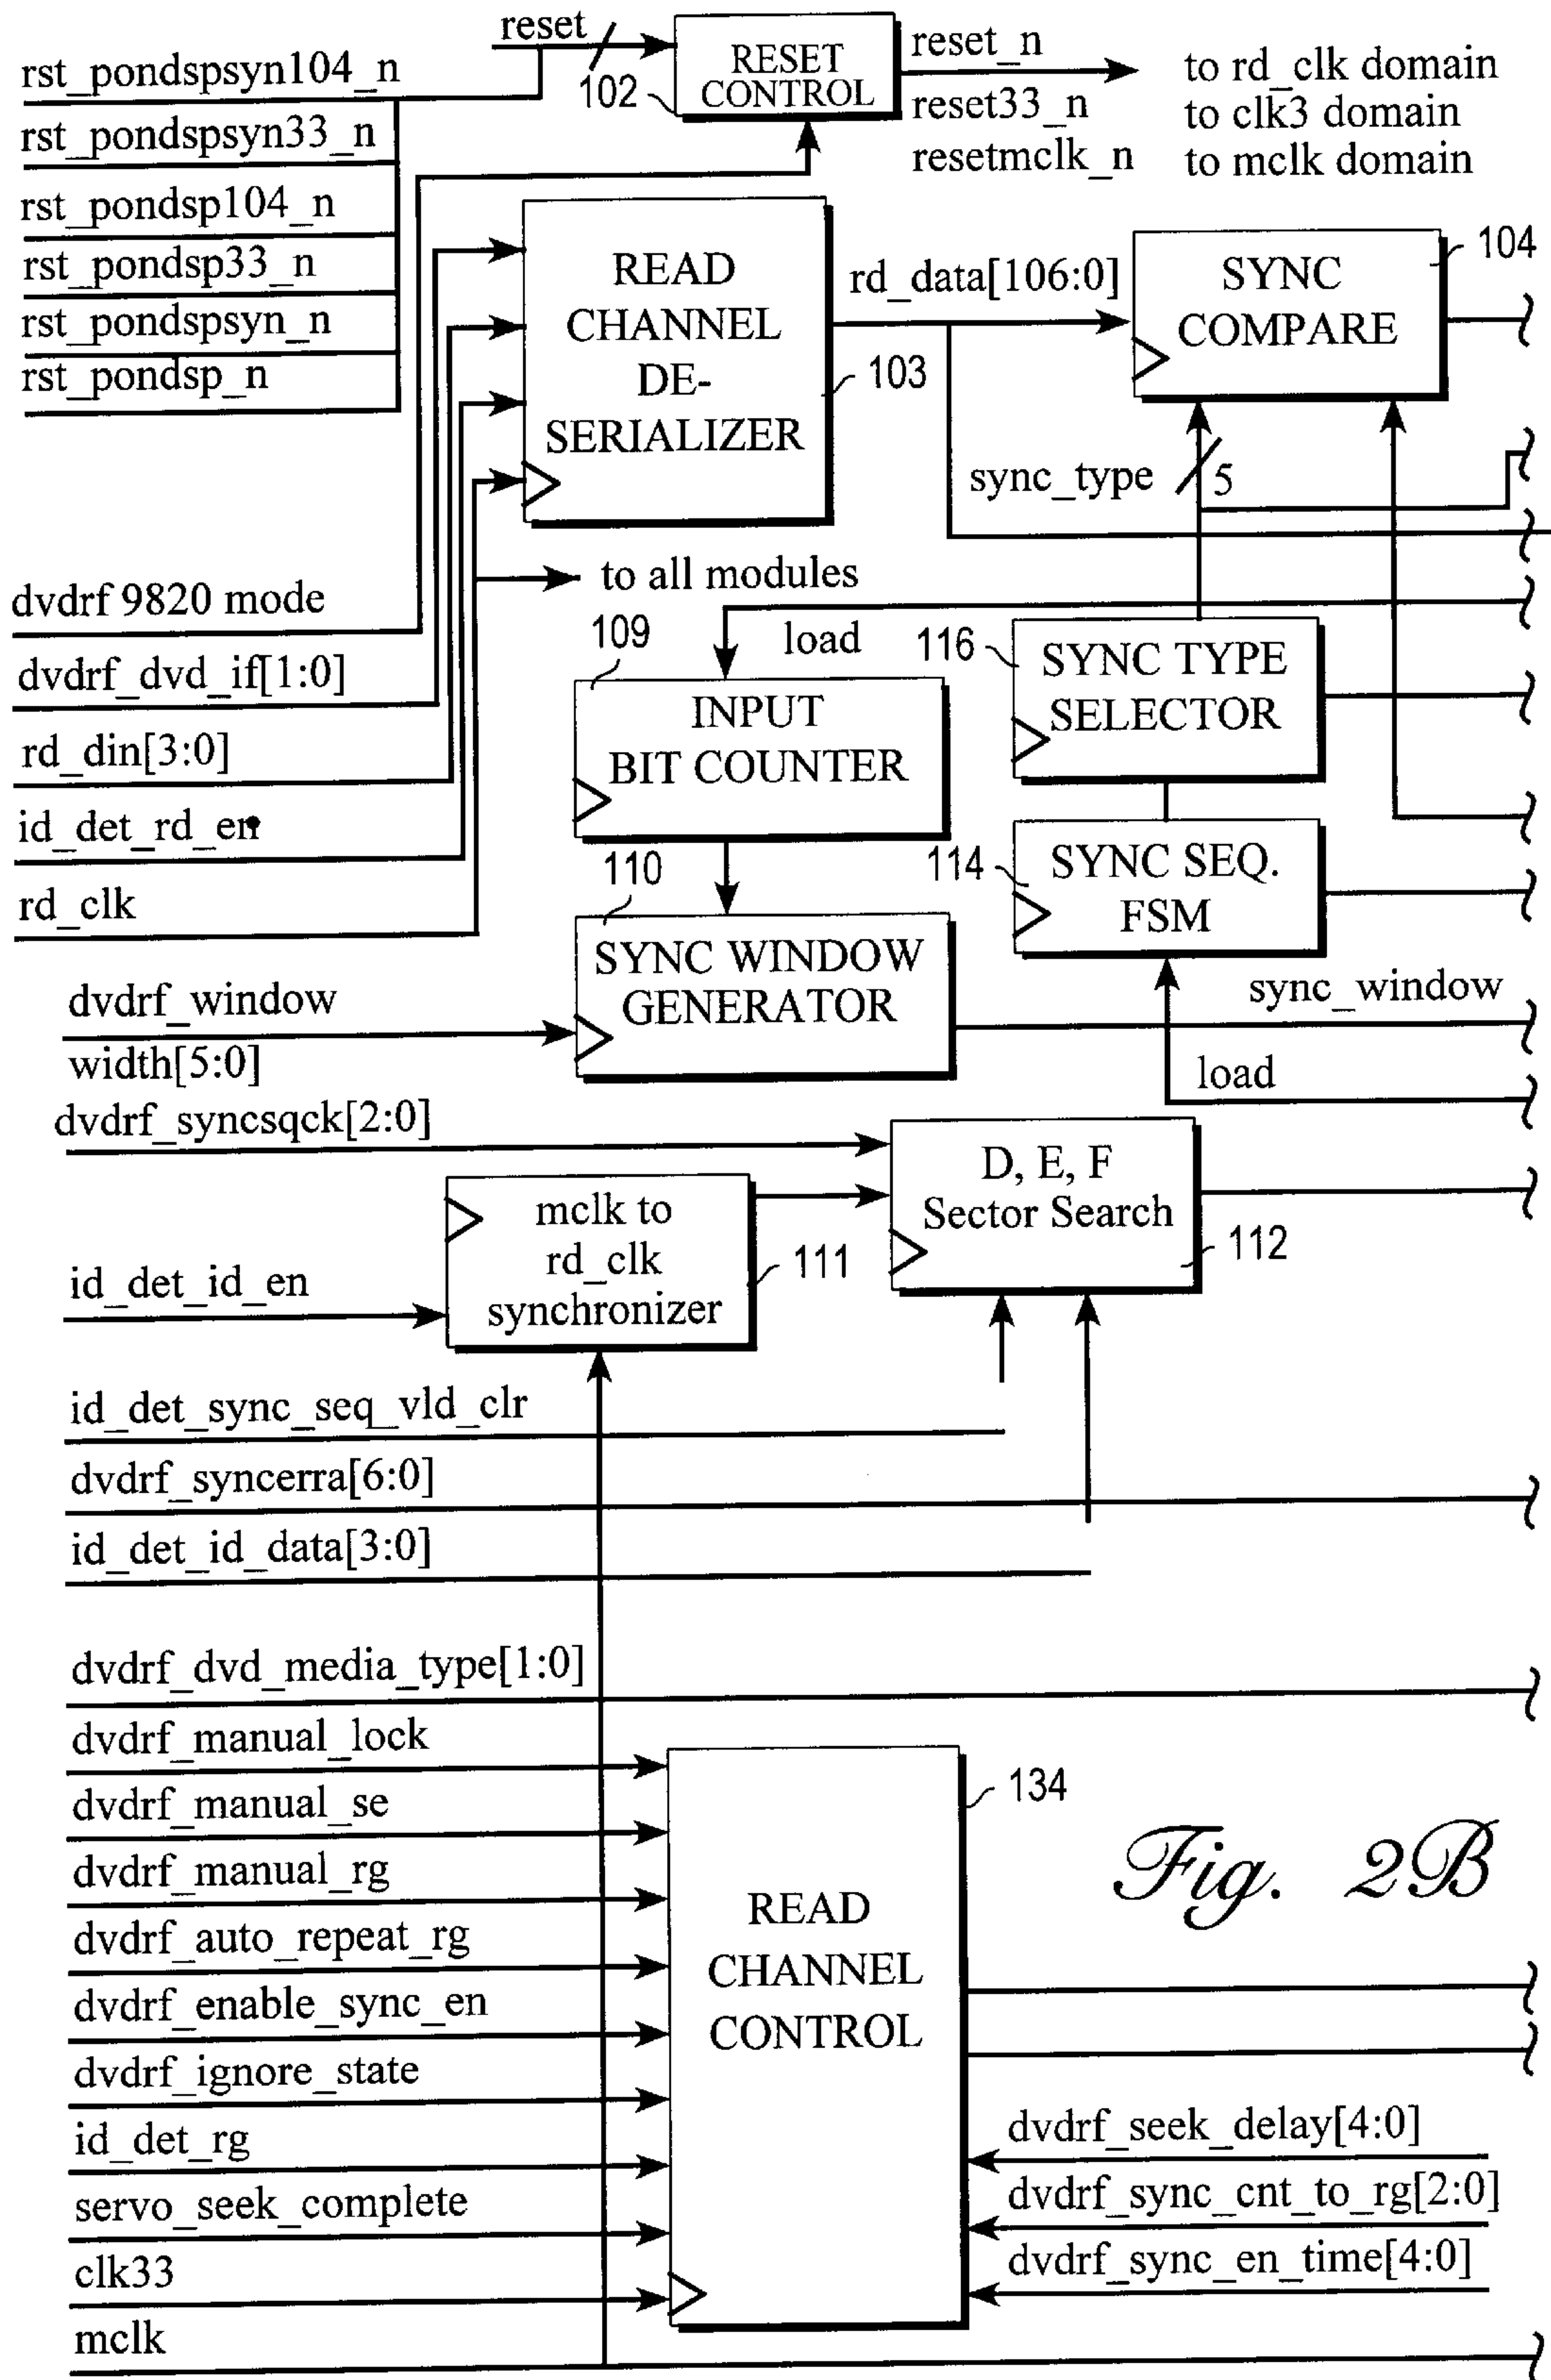 reset
rst_pondspsyn104_n
RESET
CONTROL
102
reset_n
to rd_clk domain
reset33_n
to clk3 domain
resetmclk_n
to mclk domain
rst_pondspsyn33_n
rst_pondsp104_n
rst_pondsp33_n
rst_pondspsyn_n
rst_pondsp_n
READ
CHANNEL
DE-
SERIALIZER
103
rd_data[106:0]
SYNC
COMPARE
104
sync_type
5
to all modules
dvdrf 9820 mode
dvdrf_dvd_if[1:0]
rd_din[3:0]
id_det_rd_en
rd_clk
109
load
INPUT
BIT COUNTER
116
SYNC TYPE
SELECTOR
110
SYNC WINDOW
GENERATOR
114
SYNC SEQ.
FSM
sync_window
load
dvdrf_window
width[5:0]
dvdrf_syncsqck[2:0]
D, E, F
Sector Search
112
mclk to
rd_clk
synchronizer
111
id_det_id_en
id_det_sync_seq_vld_clr
dvdrf_syncerra[6:0]
id_det_id_data[3:0]
dvdrf_dvd_media_type[1:0]
dvdrf_manual_lock
dvdrf_manual_se
dvdrf_manual_rg
dvdrf_auto_repeat_rg
dvdrf_enable_sync_en
dvdrf_ignore_state
id_det_rg
servo_seek_complete
clk33
mclk
READ
CHANNEL
CONTROL
134
Fig. 2B
dvdrf_seek_delay[4:0]
dvdrf_sync_cnt_to_rg[2:0]
dvdrf_sync_en_time[4:0]